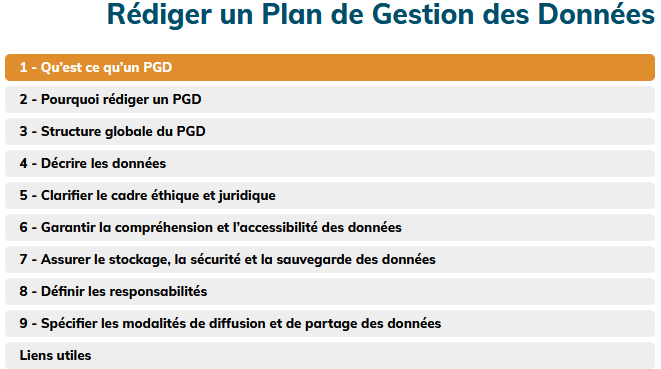 Rédiger un Plan de Gestion des Données
1 - Qu'est ce qu'un PGD
2 - Pourquoi rédiger un PGD
3 - Structure globale du PGD
4 - Décrire les données
5 - Clarifier le cadre éthique et juridique
6 - Garantir la compréhension et l'accessibilité des données
7 - Assurer le stockage, la sécurité et la sauvegarde des données
8 - Définir les responsabilités
9 - Spécifier les modalités de diffusion et de partage des données
Liens utiles